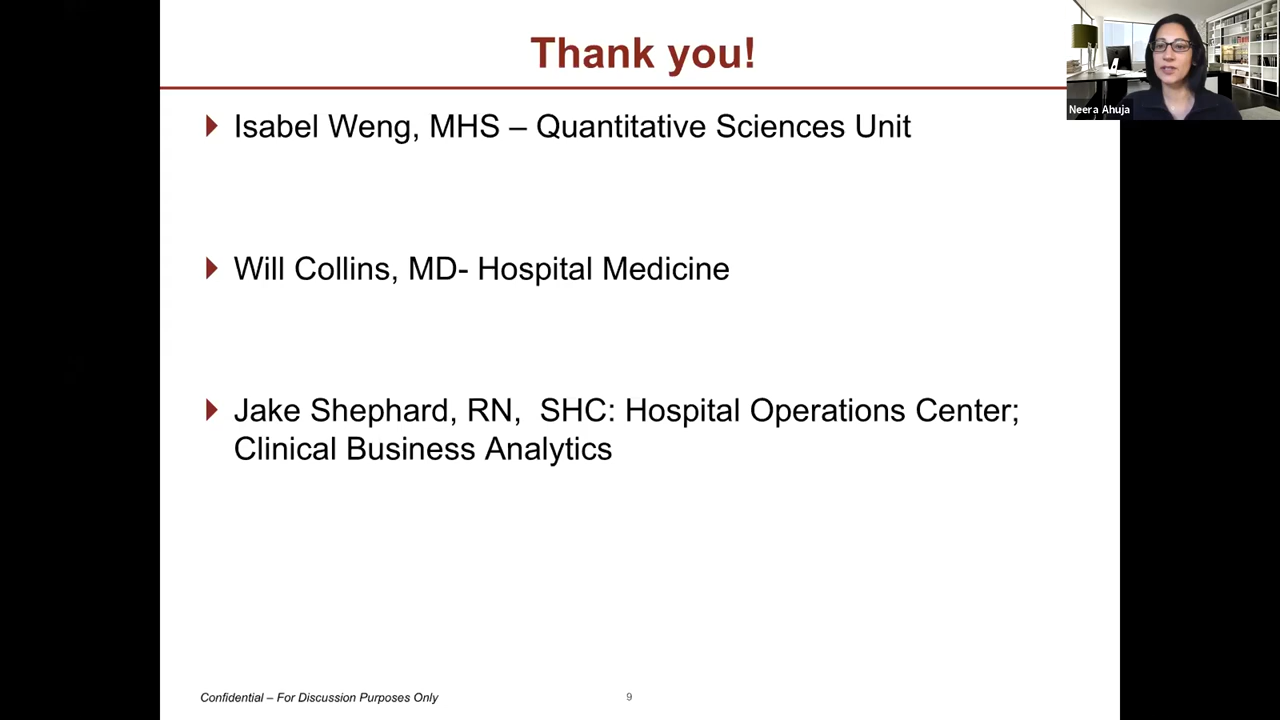 Thank you!
Neera Ahuja
Isabel Weng, MHS – Quantitative Sciences Unit
Will Collins, MD- Hospital Medicine
Jake Shephard, RN,  SHC: Hospital Operations Center;
Clinical Business Analytics
Confidential – For Discussion Purposes Only
9